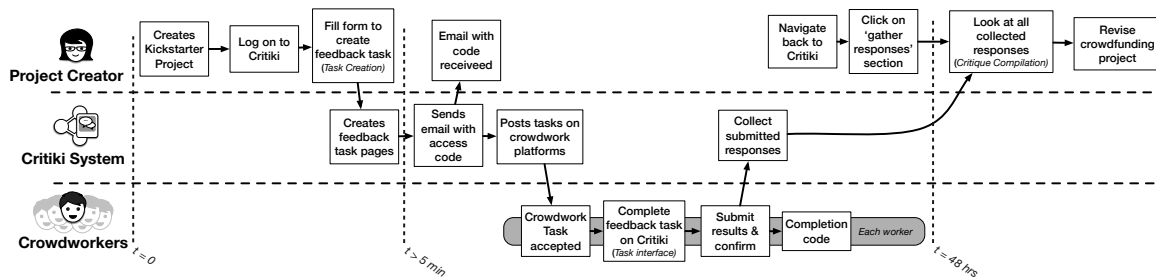 Project Creator
Creates
Kickstarter
Project
Log on to
Critiki
Fill form to
create
feedback task
(Task Creation)
Email with
code
receiveed
Navigate
back to
Critiki
Click on
‘gather
responses’
section
Look at all
collected
responses
(Critique Compilation)
Revise
crowdfunding
project
Critiki System
Creates
feedback
task pages
Sends
email with
access
code
Posts tasks on
crowdwork
platforms
Collect
submitted
responses
Crowdworkers
Crowdwork
Task
accepted
Complete
feedback task
on Critiki
(Task interface)
Submit
results &
confirm
Completion
code
Each worker
t = 0
t > 5 min
t = 48 hrs